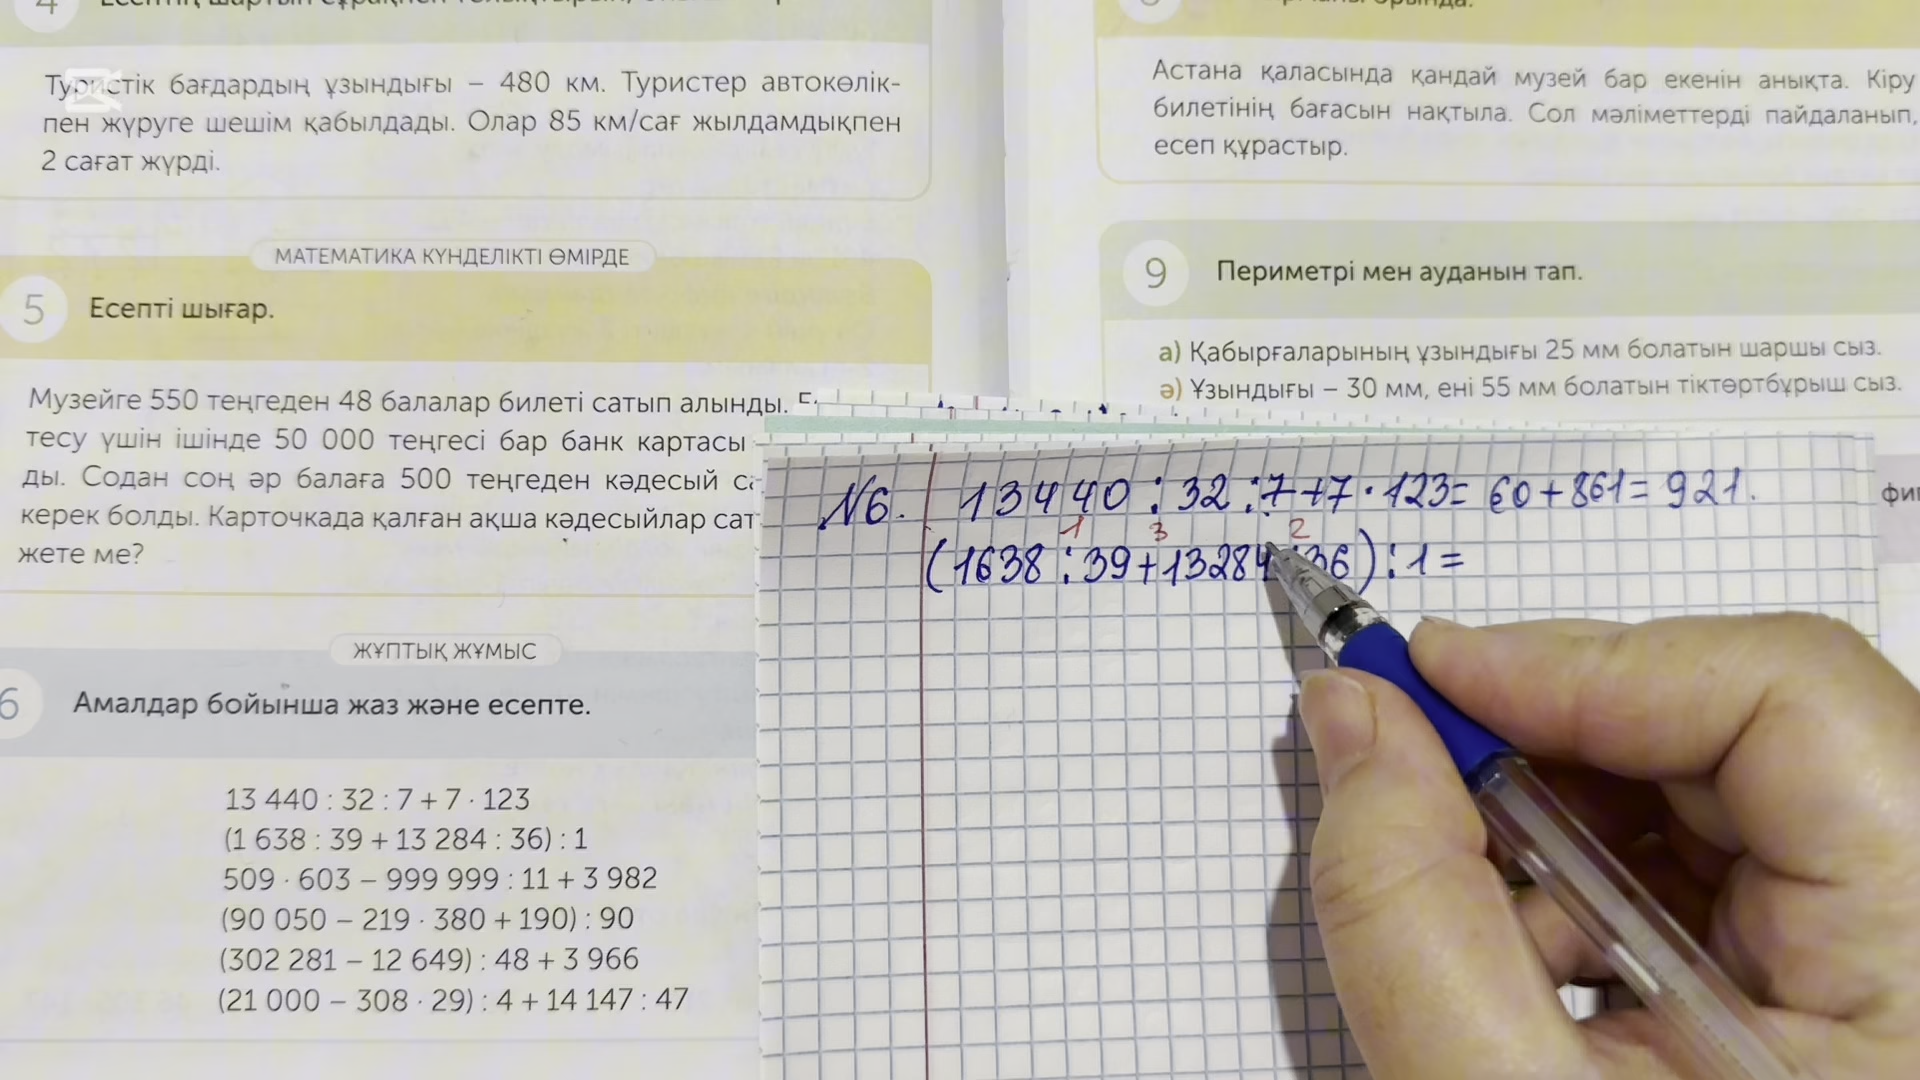 4
Туристік бағдардың ұзындығы – 480 км. Туристер автокөлік-
пен жүруге шешім қабылдады. Олар 85 км/сағ жылдамдықпен
2 сағат жүрді.
МАТЕМАТИКА КҮНДЕЛІКТІ ӨМІРДЕ
5 Есепті шығар.
Музейге 550 теңгеден 48 балалар билеті сатып алынды.
тесу үшін ішінде 50 000 теңгесі бар банк картасы
ды. Содан соң әр балаға 500 теңгеден кәдесый
керек болды. Карточкада қалған ақша кәдесыйлар сат
жете ме?
ЖҰПТЫҚ ЖҰМЫС
6 Амалдар бойынша жаз және есепте.
13 440 : 32 : 7 + 7 · 123
(1 638 : 39 + 13 284 : 36) : 1
509 · 603 – 999 999 : 11 + 3 982
(90 050 – 219 · 380 + 190) : 90
(302 281 – 12 649) : 48 + 3 966
(21 000 – 308 · 29) : 4 + 14 147 : 47
Астана қаласында қандай музей бар екенін анықта. Кіру
билетінің бағасын нақтыла. Сол мәліметтерді пайдаланып,
есеп құрастыр.
9 Периметрі мен ауданын тап.
а) Қабырғаларының ұзындығы 25 мм болатын шаршы сыз.
ә) Ұзындығы – 30 мм, ені 55 мм болатын тіктөртбұрыш сыз.
фи
№6. 13440 : 32 : 7 + 7 · 123 = 60 + 861 = 921.
1 3 2
(1638 : 39 + 13284 : 36) : 1 =